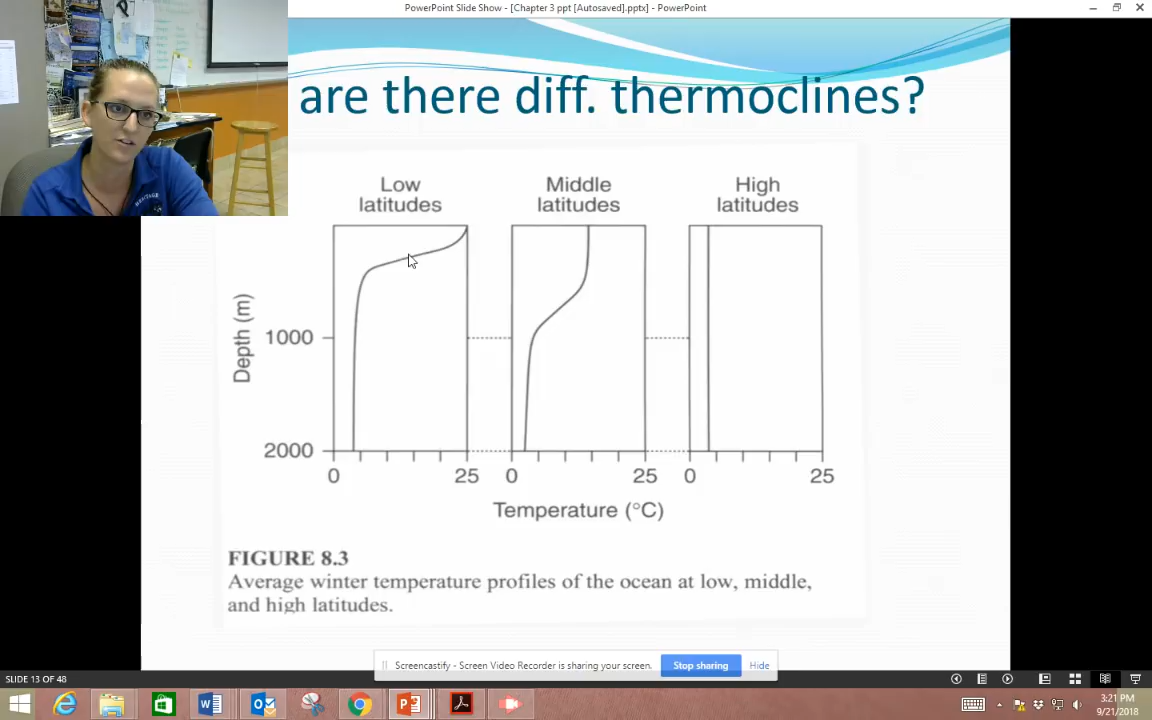 PowerPoint Slide Show - [Chapter 3 ppt [Autosaved].pptx] - PowerPoint
are there diff. thermoclines?
Low latitudes
Middle latitudes
High latitudes
Depth (m)
1000
2000
0 25 0 25 0 25
Temperature (°C)
FIGURE 8.3
Average winter temperature profiles of the ocean at low, middle,
and high latitudes.
Screencastify - Screen Video Recorder is sharing your screen. Stop sharing Hide
SLIDE 13 OF 48
3:21 PM
9/21/2018